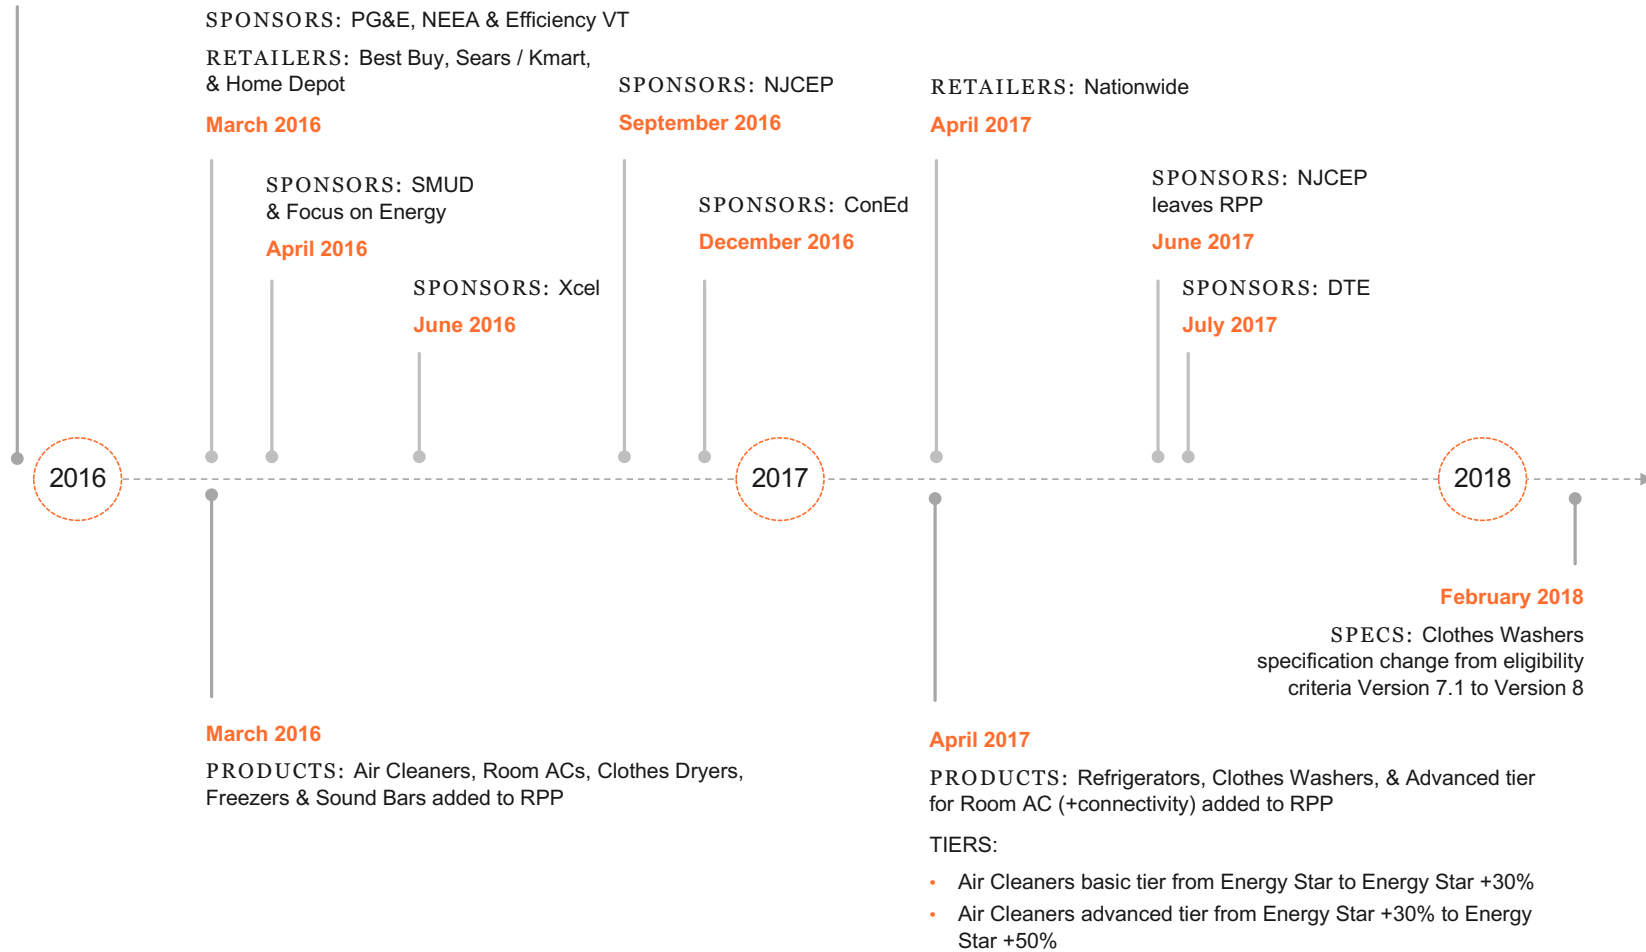 SPONSORS: PG&E, NEEA & Efficiency VT
RETAILERS: Best Buy, Sears / Kmart,
& Home Depot
March 2016
SPONSORS: SMUD
& Focus on Energy
April 2016
SPONSORS: Xcel
June 2016
SPONSORS: NJCEP
September 2016
SPONSORS: ConEd
December 2016
RETAILERS: Nationwide
April 2017
SPONSORS: NJCEP
leaves RPP
June 2017
SPONSORS: DTE
July 2017
2016
2017
2018
March 2016
PRODUCTS: Air Cleaners, Room ACs, Clothes Dryers,
Freezers & Sound Bars added to RPP
April 2017
PRODUCTS: Refrigerators, Clothes Washers, & Advanced tier
for Room AC (+connectivity) added to RPP
TIERS:
• Air Cleaners basic tier from Energy Star to Energy Star +30%
• Air Cleaners advanced tier from Energy Star +30% to Energy
Star +50%
February 2018
SPECS: Clothes Washers
specification change from eligibility
criteria Version 7.1 to Version 8